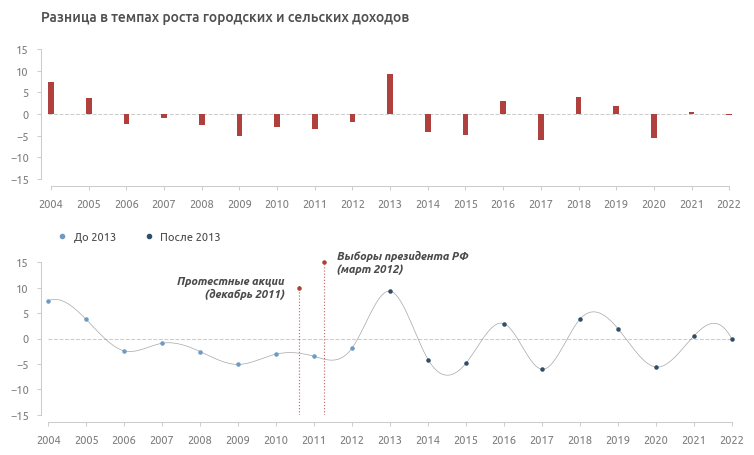 Разница в темпах роста городских и сельских доходов
15
10
5
0
−5
−10
−15
2004 2005 2006 2007 2008 2009 2010 2011 2012 2013 2014 2015 2016 2017 2018 2019 2020 2021 2022
До 2013 После 2013
Выборы президента РФ
(март 2012)
Протестные акции
(декабрь 2011)
15
10
5
0
−5
−10
−15
2004 2005 2006 2007 2008 2009 2010 2011 2012 2013 2014 2015 2016 2017 2018 2019 2020 2021 2022